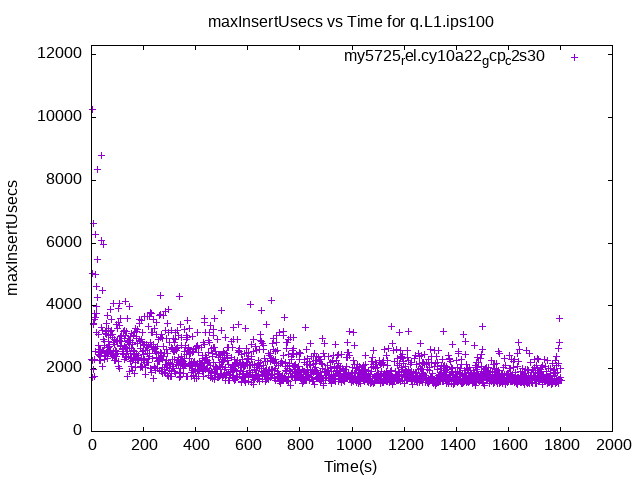 maxInsertUsecs vs Time for q.L1.ips100
my5725rel.cy10a22gcpc2s30
12000
10000
8000
6000
4000
2000
0
maxInsertUsecs
0 200 400 600 800 1000 1200 1400 1600 1800 2000
Time(s)